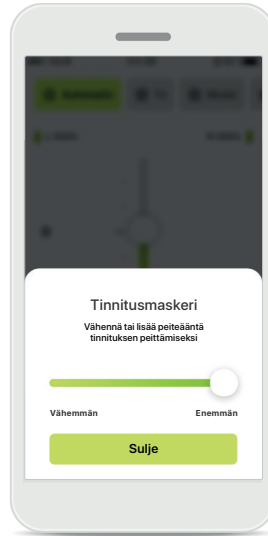 Tinnitusmaskeri
Vähennä tai lisää peiteääntä
tinnituksen peittämiseksi
Vähemmän
Enemmän
Sulje